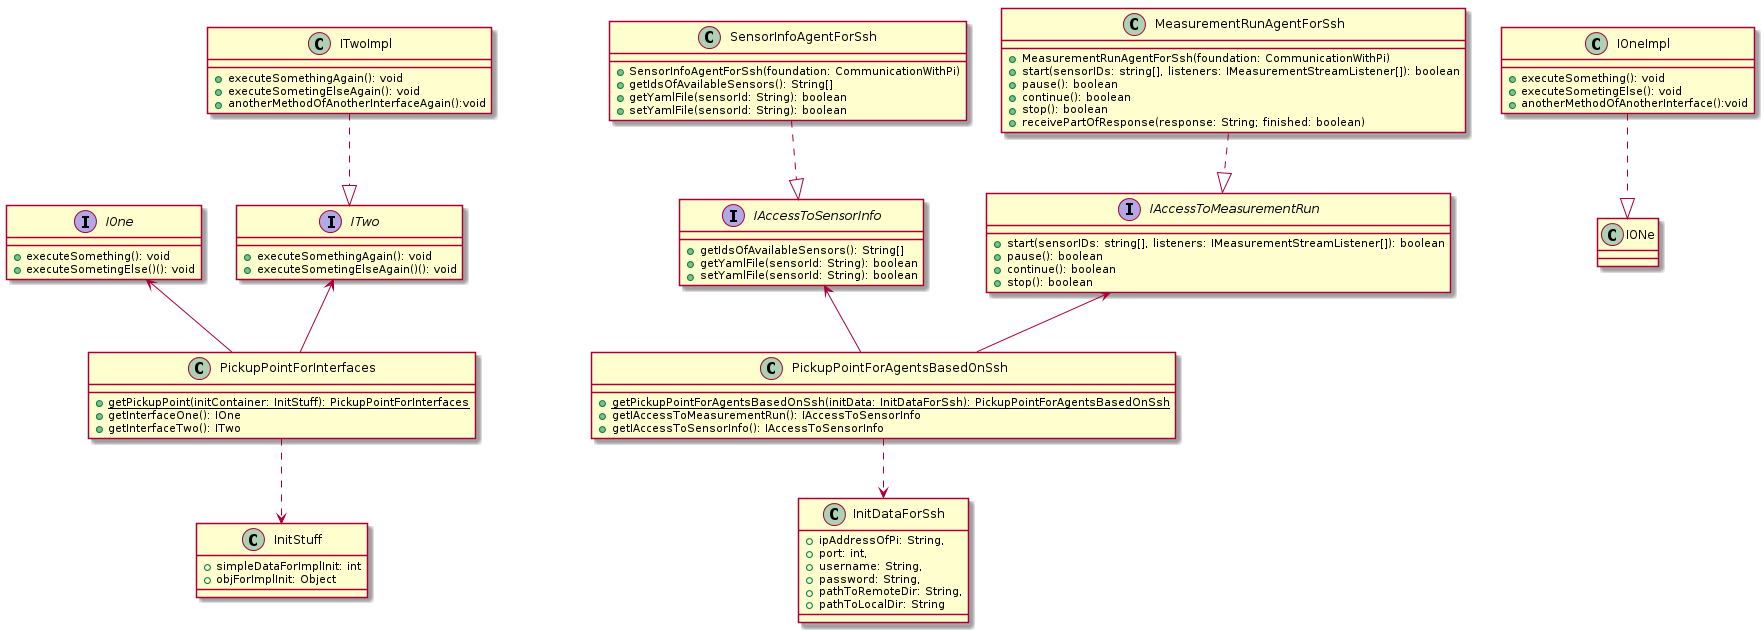 ITwoImpl
executeSomethingAgain(): void
executeSometingElseAgain(): void
anotherMethodOfAnotherInterfaceAgain():void
SensorInfoAgentForSsh
SensorInfoAgentForSsh(foundation: CommunicationWithPi)
getIdsOfAvailableSensors(): String[]
getYamlFile(sensorId: String): boolean
setYamlFile(sensorId: String): boolean
MeasurementRunAgentForSsh
MeasurementRunAgentForSsh(foundation: CommunicationWithPi)
start(sensorIDs: string[], listeners: IMeasurementStreamListener[]): boolean
pause(): boolean
continue(): boolean
stop(): boolean
receivePartOfResponse(response: String; finished: boolean)
IOneImpl
executeSomething(): void
executeSometingElse(): void
anotherMethodOfAnotherInterface():void
IOne
executeSomething(): void
executeSometingElse()(): void
ITwo
executeSomethingAgain(): void
executeSometingElseAgain()(): void
IAccessToSensorInfo
getIdsOfAvailableSensors(): String[]
getYamlFile(sensorId: String): boolean
setYamlFile(sensorId: String): boolean
IAccessToMeasurementRun
start(sensorIDs: string[], listeners: IMeasurementStreamListener[]): boolean
pause(): boolean
continue(): boolean
stop(): boolean
IONe
PickupPointForInterfaces
getPickupPoint(initContainer: InitStuff): PickupPointForInterfaces
getInterfaceOne(): IOne
getInterfaceTwo(): ITwo
PickupPointForAgentsBasedOnSsh
getPickupPointForAgentsBasedOnSsh(initData: InitDataForSsh): PickupPointForAgentsBasedOnSsh
getIAccessToMeasurementRun(): IAccessToSensorInfo
getIAccessToSensorInfo(): IAccessToSensorInfo
InitStuff
simpleDataForImplInit: int
objForImplInit: Object
InitDataForSsh
ipAddressOfPi: String,
port: int,
username: String,
password: String,
pathToRemoteDir: String,
pathToLocalDir: String